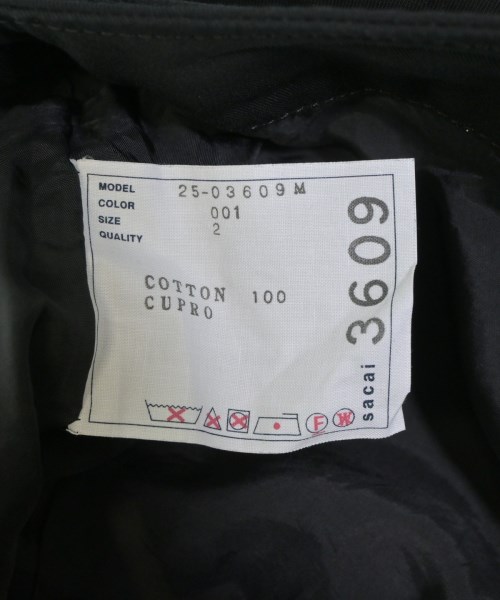 MODEL 25-03609M
COLOR 001
SIZE 2
QUALITY
COTTON 100
CUPRO
F W
sacai 3609